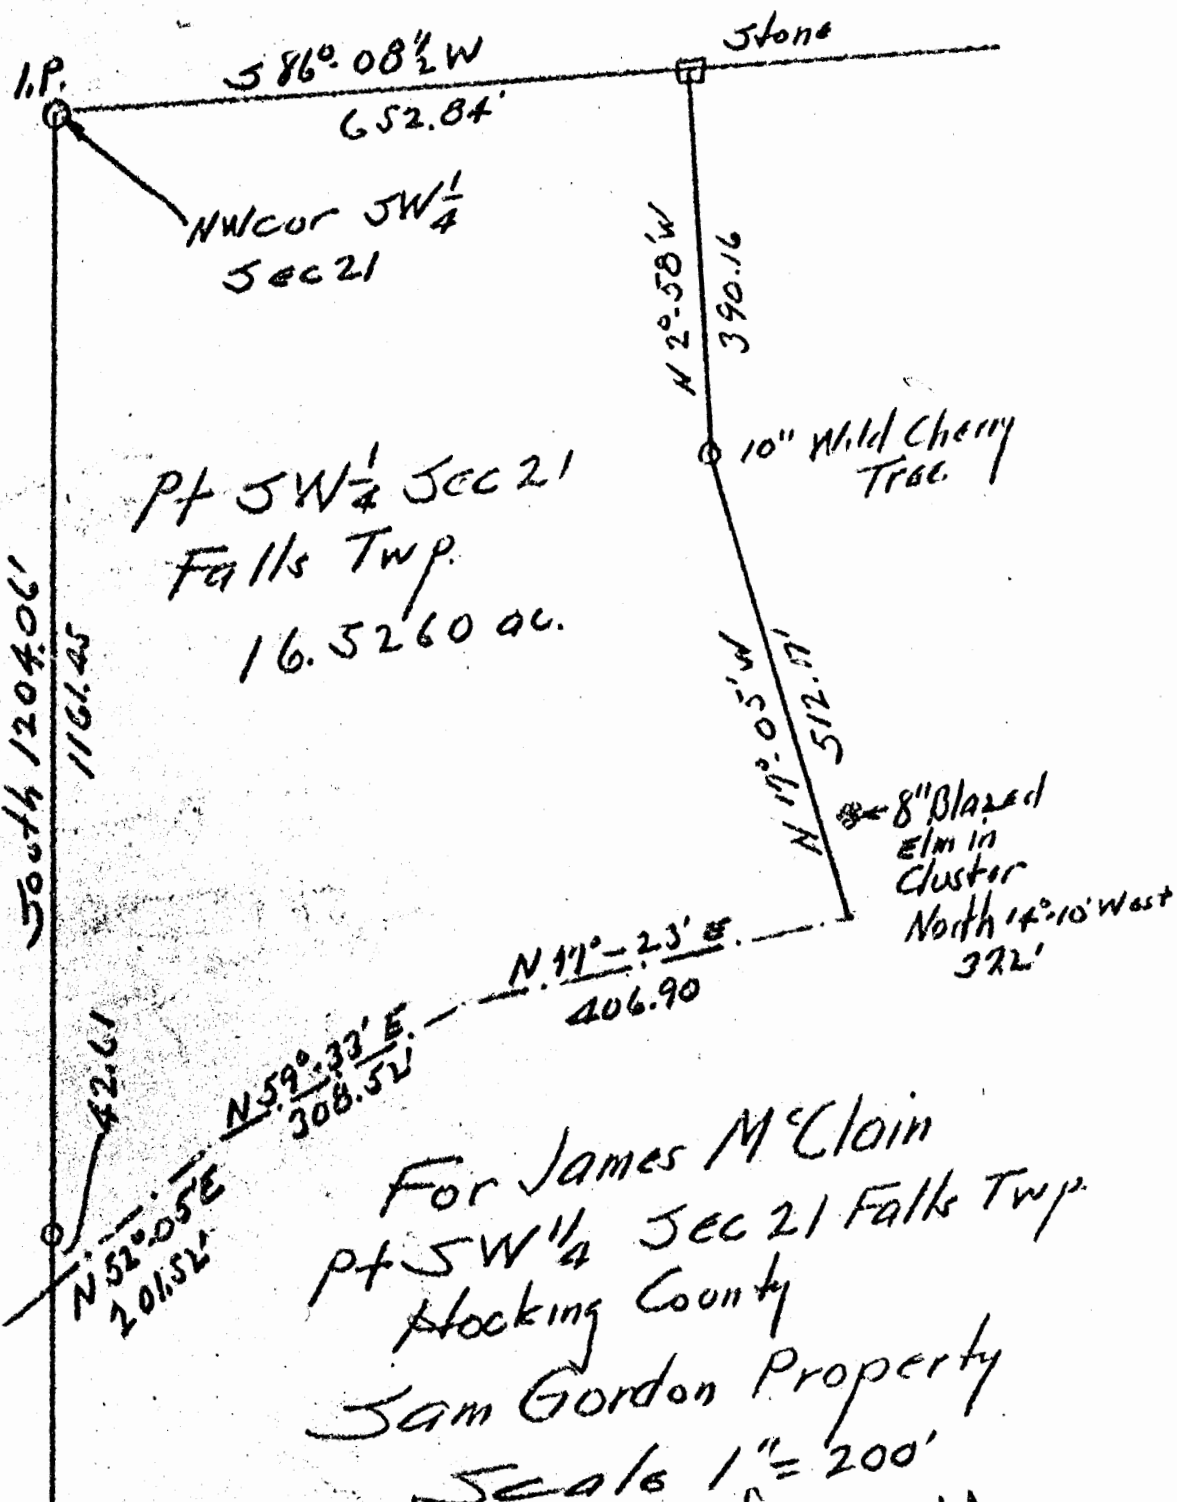 I.P.
S 86°-08½' W
652.84'
Stone
NW cor SW¼
Sec 21
N 2°-58' W
390.16
10" Wild Cherry
Tree.
Pt SW¼ Sec 21
Falls Twp.
16.5260 ac.
South 1204.06'
1161.45
N 17°-05' W
512.17'
8" Blazed
Elm in
Cluster
North 14°-10' West
N 77°-23' E
406.90
N 59°-33' E
308.52'
42.61
N 52°-05' E
201.52'
For James McClain
Pt SW 1/4 Sec 21 Falls Twp.
Hocking County
Sam Gordon Property
Scale 1" = 200'